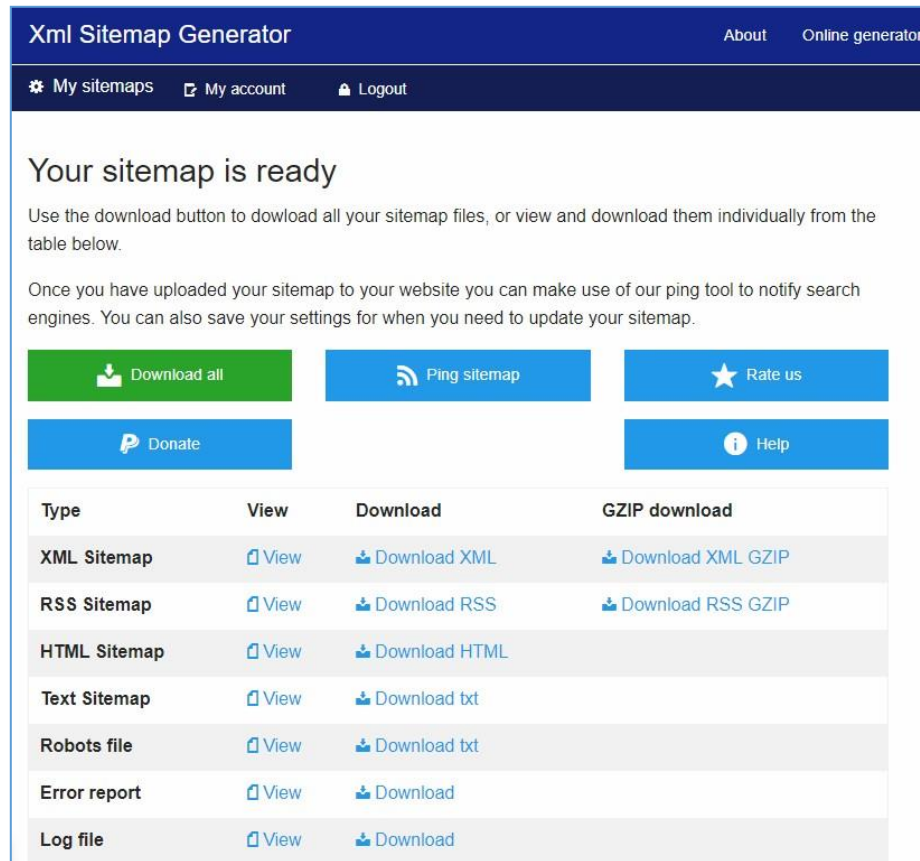 Xml Sitemap Generator About Online generator
My sitemaps My account Logout
Your sitemap is ready
Use the download button to dowload all your sitemap files, or view and download them individually from the
table below.
Once you have uploaded your sitemap to your website you can make use of our ping tool to notify search
engines. You can also save your settings for when you need to update your sitemap.
Download all Ping sitemap Rate us
Donate Help
Type View Download GZIP download
XML Sitemap View Download XML Download XML GZIP
RSS Sitemap View Download RSS Download RSS GZIP
HTML Sitemap View Download HTML
Text Sitemap View Download txt
Robots file View Download txt
Error report View Download
Log file View Download